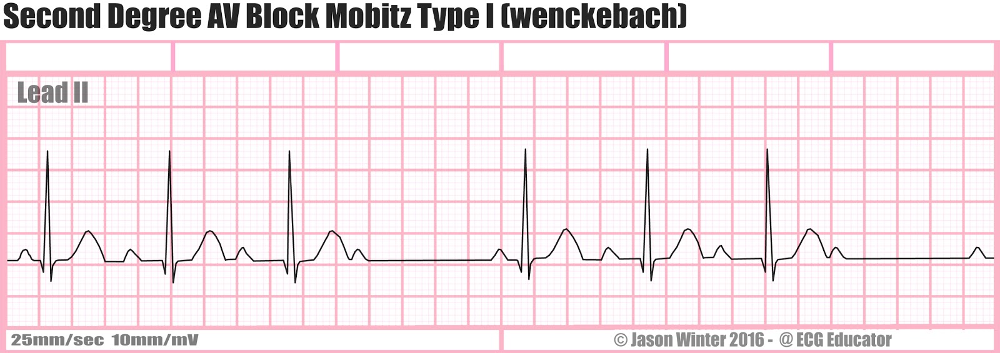 Second Degree AV Block Mobitz Type I (wenckebach)
Lead II
25mm/sec 10mm/mV
© Jason Winter 2016 - @ ECG Educator